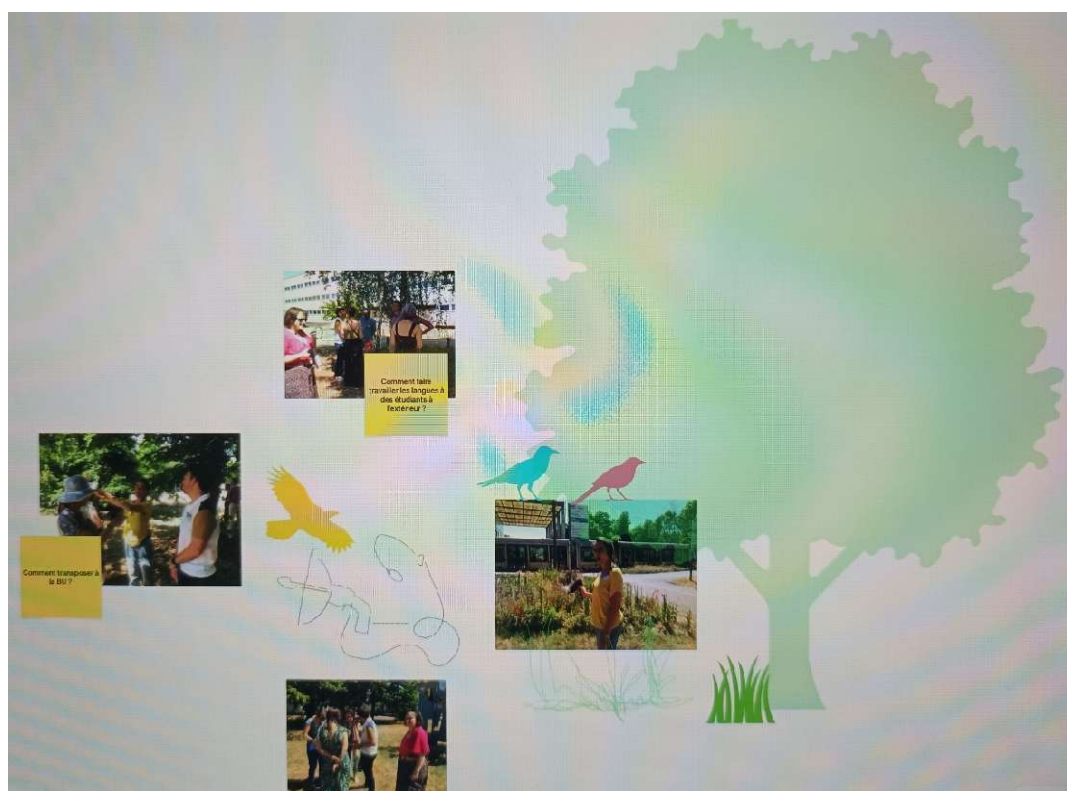 Comment faire
travailler les langues à
des étudiants à
l'extérieur ?
Comment transposer à
la BU ?